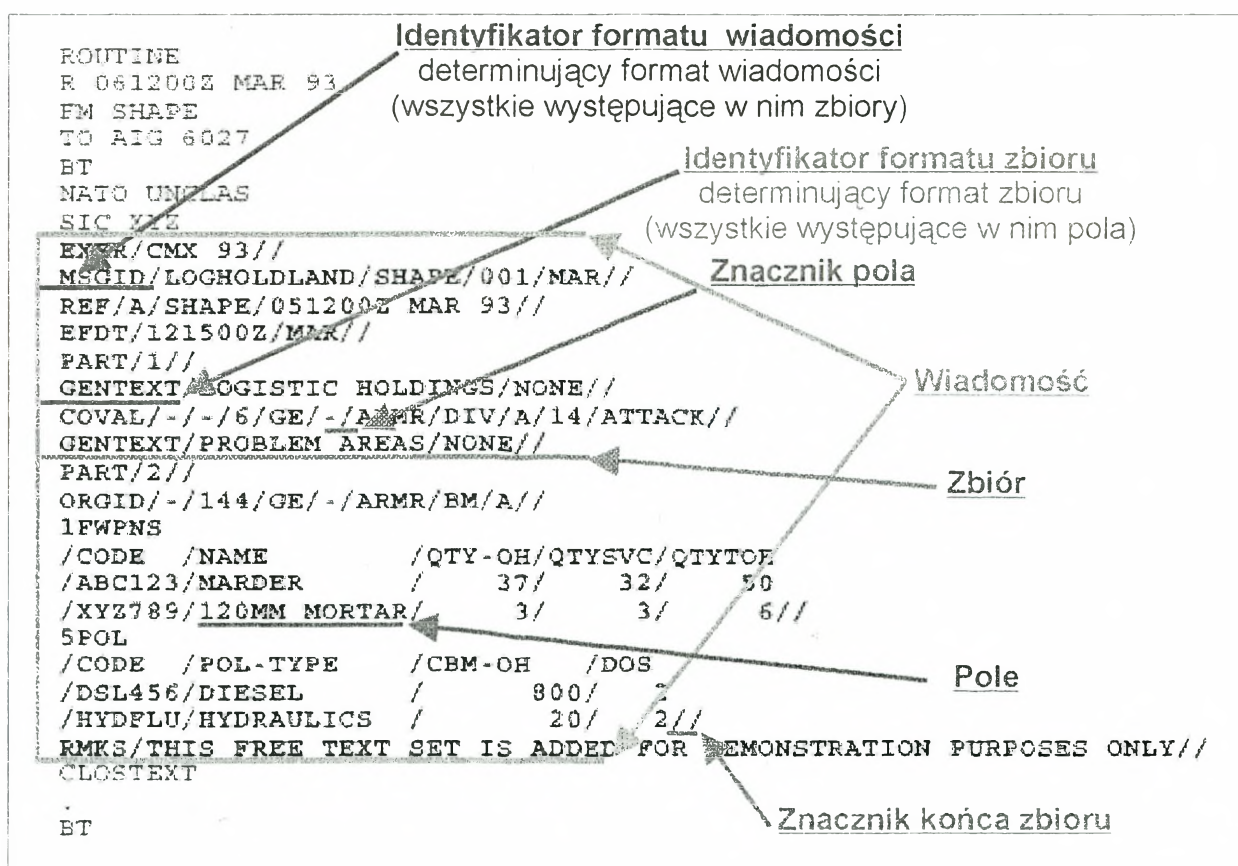 Identyfikator formatu wiadomości
determinujący format wiadomości
(wszystkie występujące w nim zbiory)
ROUTINE
R 061200Z MAR 93
FM SHAPE
TO AIG 6027
BT
NATO UNCLAS
SIC XYZ
Identyfikator formatu zbioru
determinujący format zbioru
(wszystkie występujące w nim pola)
EXER/CMX 93//
MSGID/LOGHOLDLAND/SHAPE/001/MAR//
Znacznik pola
REF/A/SHAPE/051200Z MAR 93//
EFDT/121500Z/MAR//
PART/1//
GENTEXT/LOGISTIC HOLDINGS/NONE//
Wiadomość
COVAL/-/-/6/GE/-/ARMR/DIV/A/14/ATTACK//
GENTEXT/PROBLEM AREAS/NONE//
PART/2//
Zbiór
ORGID/-/144/GE/-/ARMR/BM/A//
1FWPNS
/CODE /NAME /QTY-OH/QTYSVC/QTYTOE
/ABC123/MARDER / 37/ 32/ 50
/XYZ789/120MM MORTAR/ 3/ 3/ 6//
5POL
/CODE /POL-TYPE /CBM-OH /DOS
Pole
/DSL456/DIESEL / 800/ 2
/HYDFLU/HYDRAULICS / 20/ 2//
RMKS/THIS FREE TEXT SET IS ADDED FOR DEMONSTRATION PURPOSES ONLY//
CLOSTEXT
.
BT
Znacznik końca zbioru